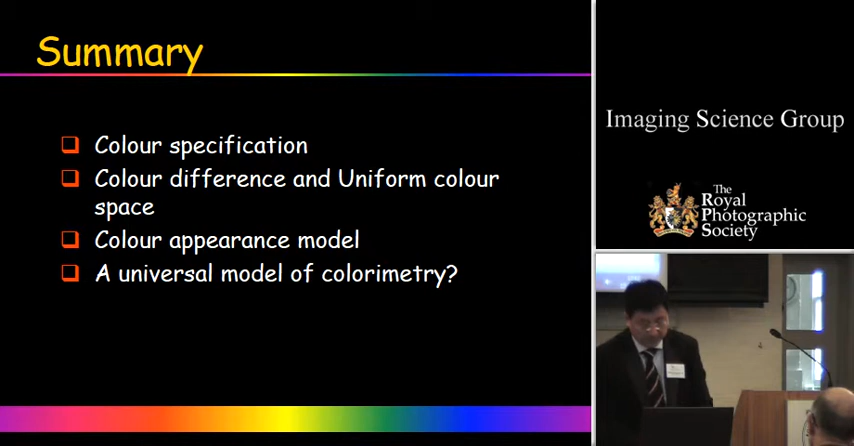 Summary
Colour specification
Colour difference and Uniform colour
space
Colour appearance model
A universal model of colorimetry?
Imaging Science Group
The
Royal
Photographic
Society